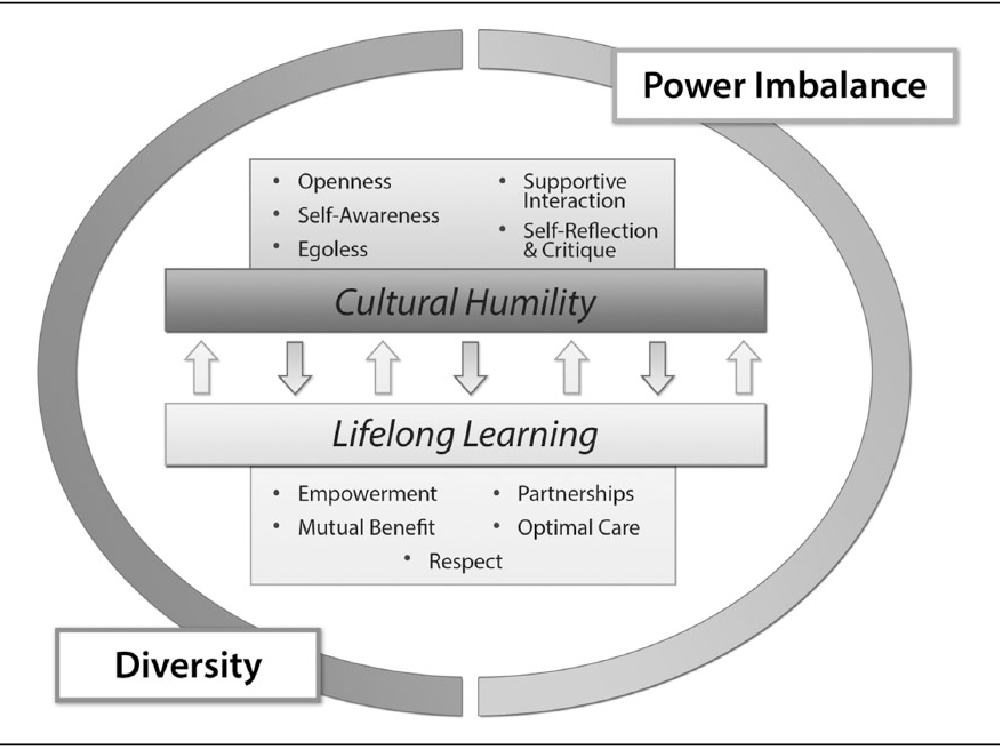 Power Imbalance
• Openness
• Self-Awareness
• Egoless
• Supportive
Interaction
• Self-Reflection
& Critique
Cultural Humility
Lifelong Learning
• Empowerment
• Partnerships
• Mutual Benefit
• Optimal Care
• Respect
Diversity